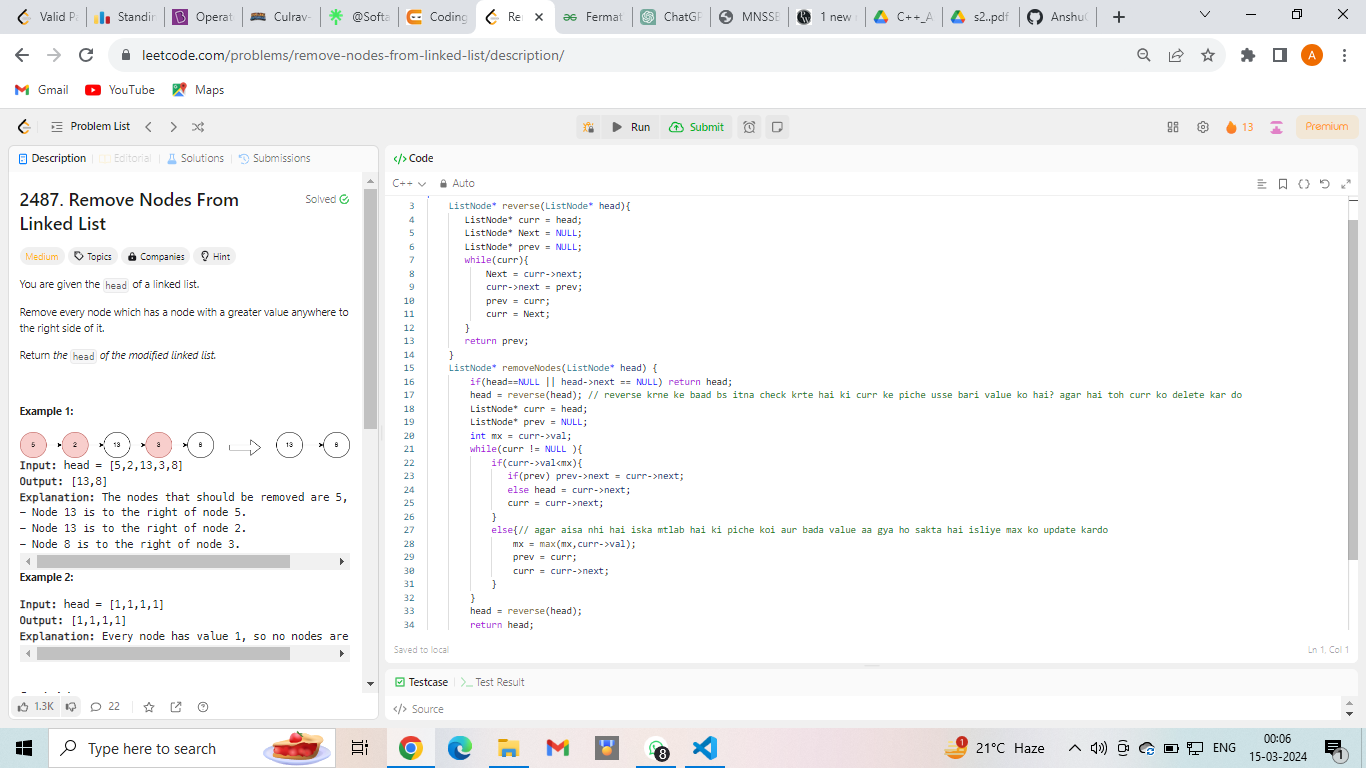 Valid Pa
Standin
Operat
Culrav-
@Softa
Coding
Re
Fermat
ChatGF
MNSSE
1 new
C++_A
s2..pdf
AnshuG
leetcode.com/problems/remove-nodes-from-linked-list/description/
A
Gmail
YouTube
Maps
Problem List
Run
Submit
13
Premium
Description
Editorial
Solutions
Submissions
2487. Remove Nodes From
Linked List
Solved
Medium
Topics
Companies
Hint
You are given the head of a linked list.
Remove every node which has a node with a greater value anywhere to
the right side of it.
Return the head of the modified linked list.
Example 1:
5 2 13 3 8 13 8
Input: head = [5,2,13,3,8]
Output: [13,8]
Explanation: The nodes that should be removed are 5,
- Node 13 is to the right of node 5.
- Node 13 is to the right of node 2.
- Node 8 is to the right of node 3.
Example 2:
Input: head = [1,1,1,1]
Output: [1,1,1,1]
Explanation: Every node has value 1, so no nodes are
1.3K
22
</> Code
C++
Auto
3 ListNode* reverse(ListNode* head){
4 ListNode* curr = head;
5 ListNode* Next = NULL;
6 ListNode* prev = NULL;
7 while(curr){
8 Next = curr->next;
9 curr->next = prev;
10 prev = curr;
11 curr = Next;
12 }
13 return prev;
14 }
15 ListNode* removeNodes(ListNode* head) {
16 if(head==NULL || head->next == NULL) return head;
17 head = reverse(head); // reverse krne ke baad bs itna check krte hai ki curr ke piche usse bari value ko hai? agar hai toh curr ko delete kar do
18 ListNode* curr = head;
19 ListNode* prev = NULL;
20 int mx = curr->val;
21 while(curr != NULL ){
22 if(curr->val<mx){
23 if(prev) prev->next = curr->next;
24 else head = curr->next;
25 curr = curr->next;
26 }
27 else{// agar aisa nhi hai iska mtlab hai ki piche koi aur bada value aa gya ho sakta hai isliye max ko update kardo
28 mx = max(mx,curr->val);
29 prev = curr;
30 curr = curr->next;
31 }
32 }
33 head = reverse(head);
34 return head;
Saved to local
Ln 1, Col 1
Testcase
>_ Test Result
</> Source
Type here to search
8
1
21°C Haze
ENG
00:06
15-03-2024
1